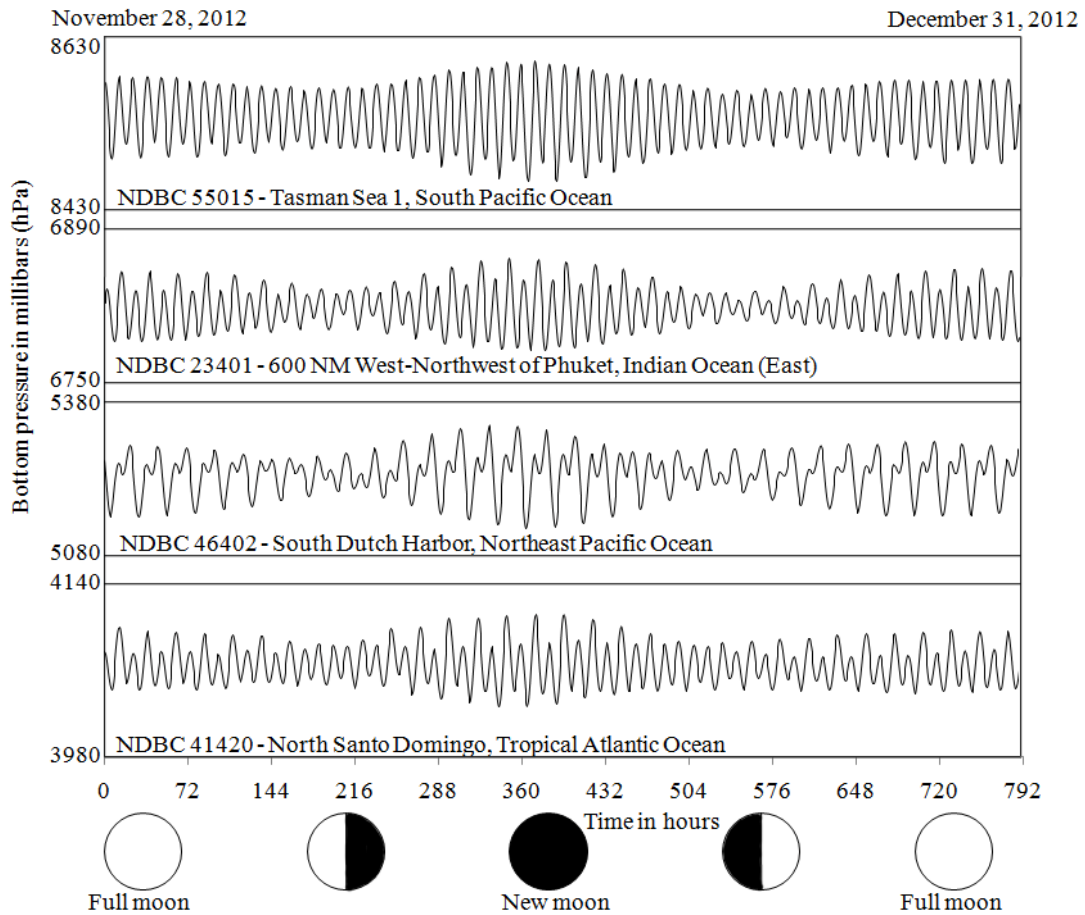 November 28, 2012
December 31, 2012
Bottom pressure in millibars (hPa)
8630
NDBC 55015 - Tasman Sea 1, South Pacific Ocean
8430
6890
NDBC 23401 - 600 NM West-Northwest of Phuket, Indian Ocean (East)
6750
5380
NDBC 46402 - South Dutch Harbor, Northeast Pacific Ocean
5080
4140
NDBC 41420 - North Santo Domingo, Tropical Atlantic Ocean
3980
0 72 144 216 288 360 432 504 576 648 720 792
Time in hours
Full moon
New moon
Full moon